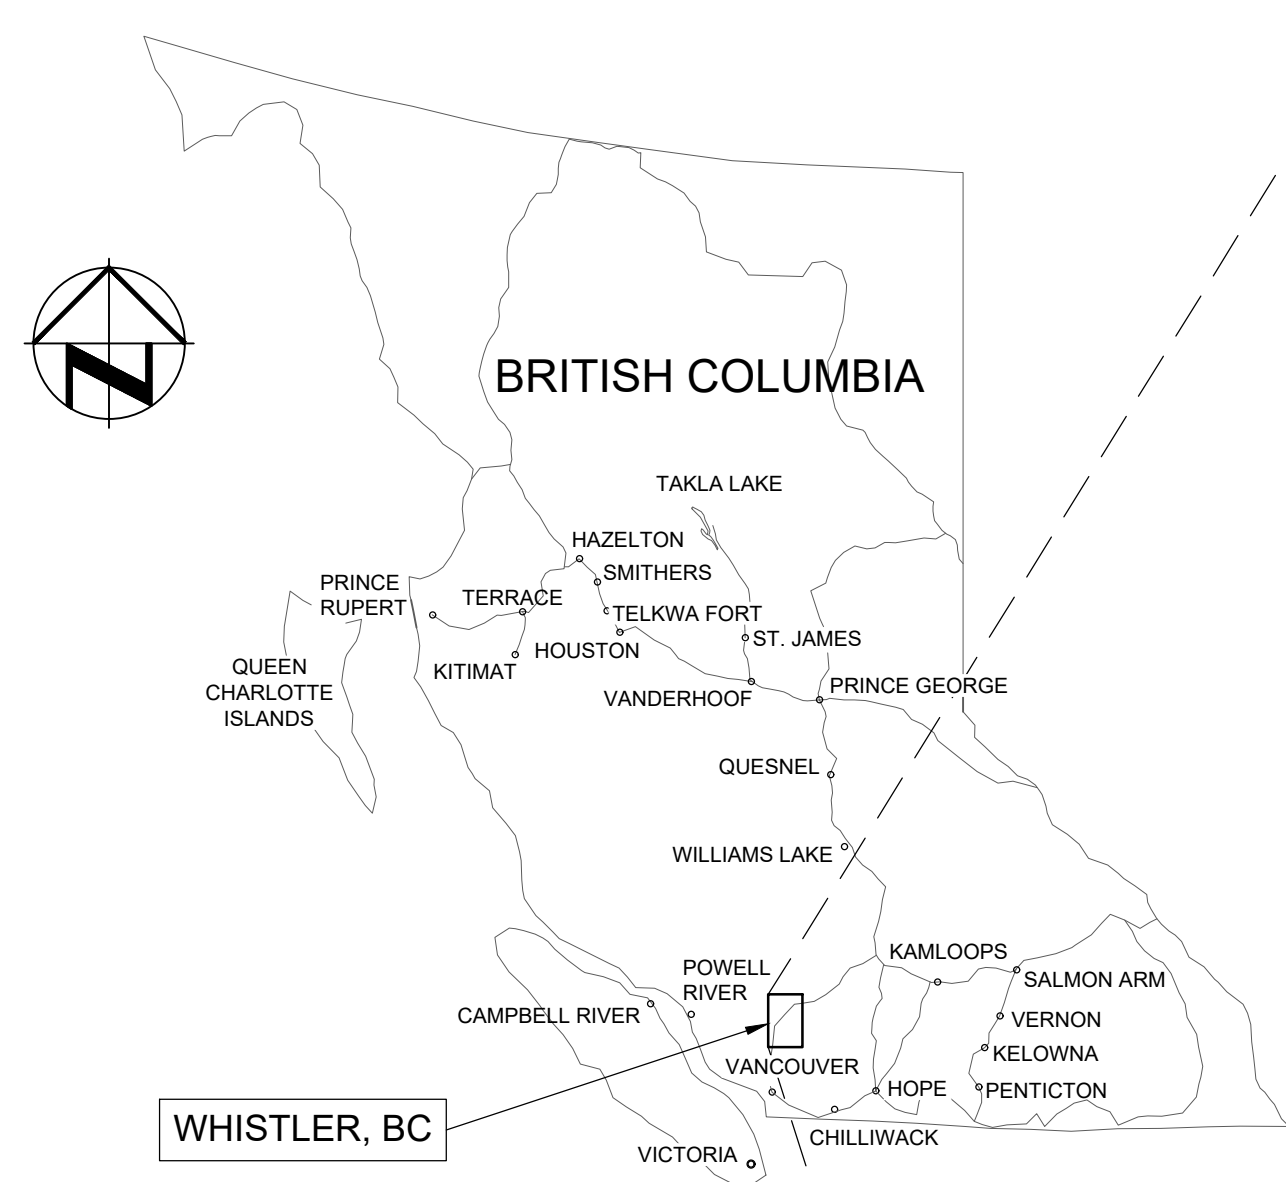 N
BRITISH COLUMBIA
TAKLA LAKE
HAZELTON
SMITHERS
PRINCE
RUPERT
TERRACE
TELKWA FORT
ST. JAMES
HOUSTON
KITIMAT
QUEEN
CHARLOTTE
ISLANDS
VANDERHOOF
PRINCE GEORGE
QUESNEL
WILLIAMS LAKE
KAMLOOPS
POWELL
RIVER
SALMON ARM
CAMPBELL RIVER
VERNON
KELOWNA
VANCOUVER
HOPE
PENTICTON
WHISTLER, BC
CHILLIWACK
VICTORIA